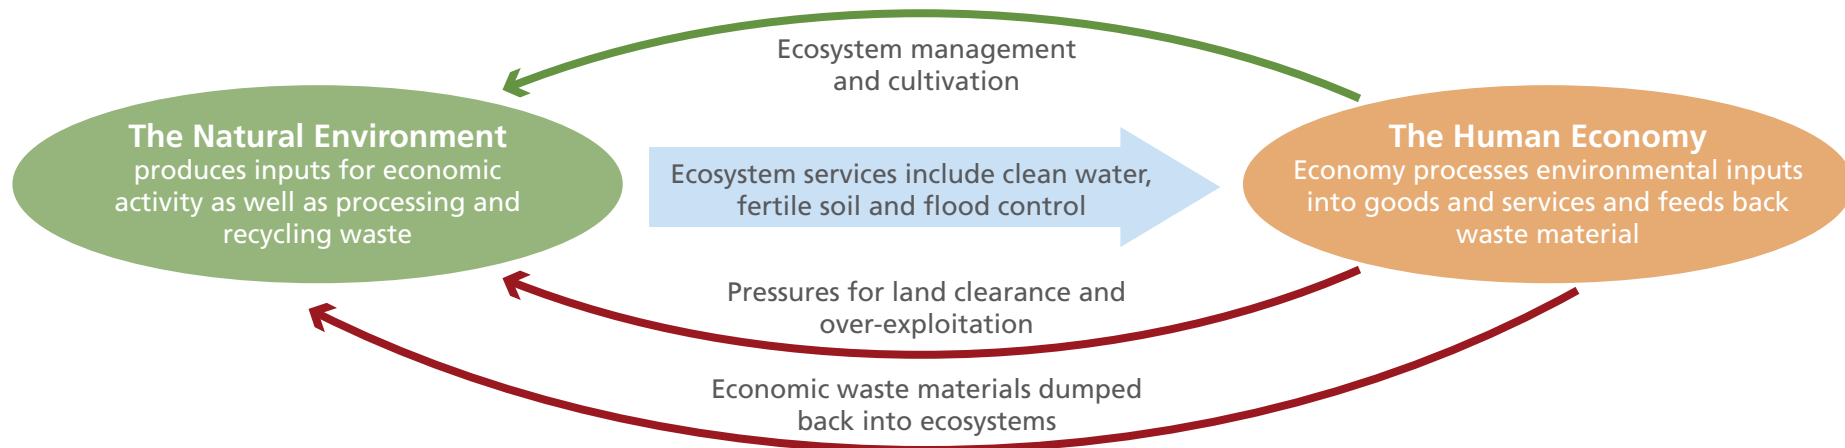 Ecosystem management
and cultivation
The Natural Environment
produces inputs for economic
activity as well as processing and
recycling waste
Ecosystem services include clean water,
fertile soil and flood control
The Human Economy
Economy processes environmental inputs
into goods and services and feeds back
waste material
Pressures for land clearance and
over-exploitation
Economic waste materials dumped
back into ecosystems